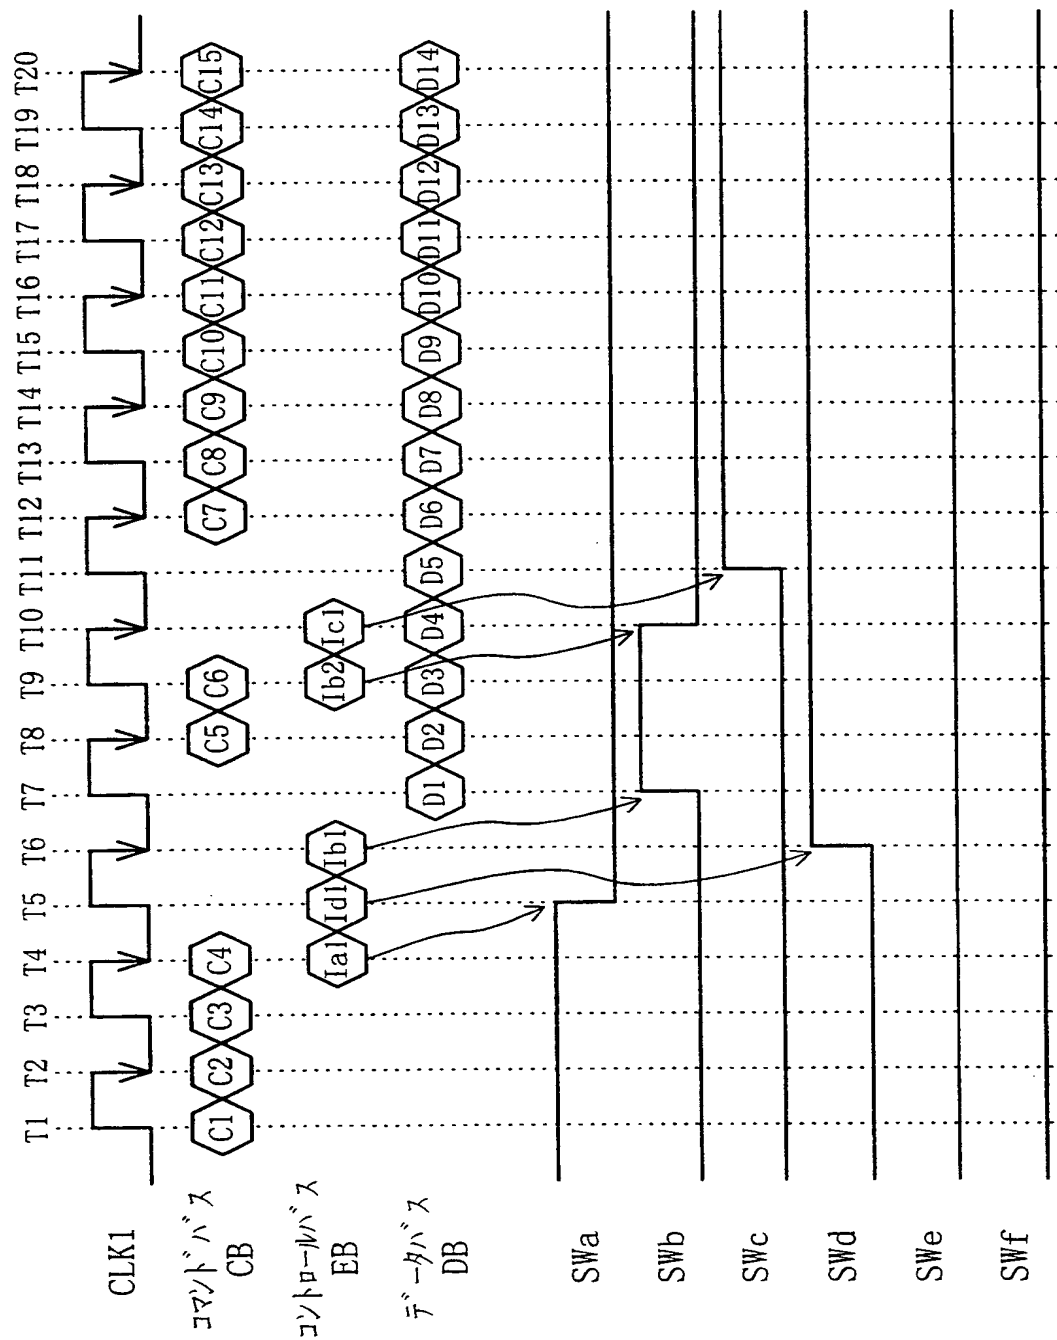 T1 T2 T3 T4 T5 T6 T7 T8 T9 T10 T11 T12 T13 T14 T15 T16 T17 T18 T19 T20
CLK1
コマンドバス
CB
C1 C2 C3 C4 C5 C6 C7 C8 C9 C10 C11 C12 C13 C14 C15
コントロールバス
EB
Ia1 Id1 Ib1 Ib2 Ic1
データバス
DB
D1 D2 D3 D4 D5 D6 D7 D8 D9 D10 D11 D12 D13 D14
SWa
SWb
SWc
SWd
SWe
SWf